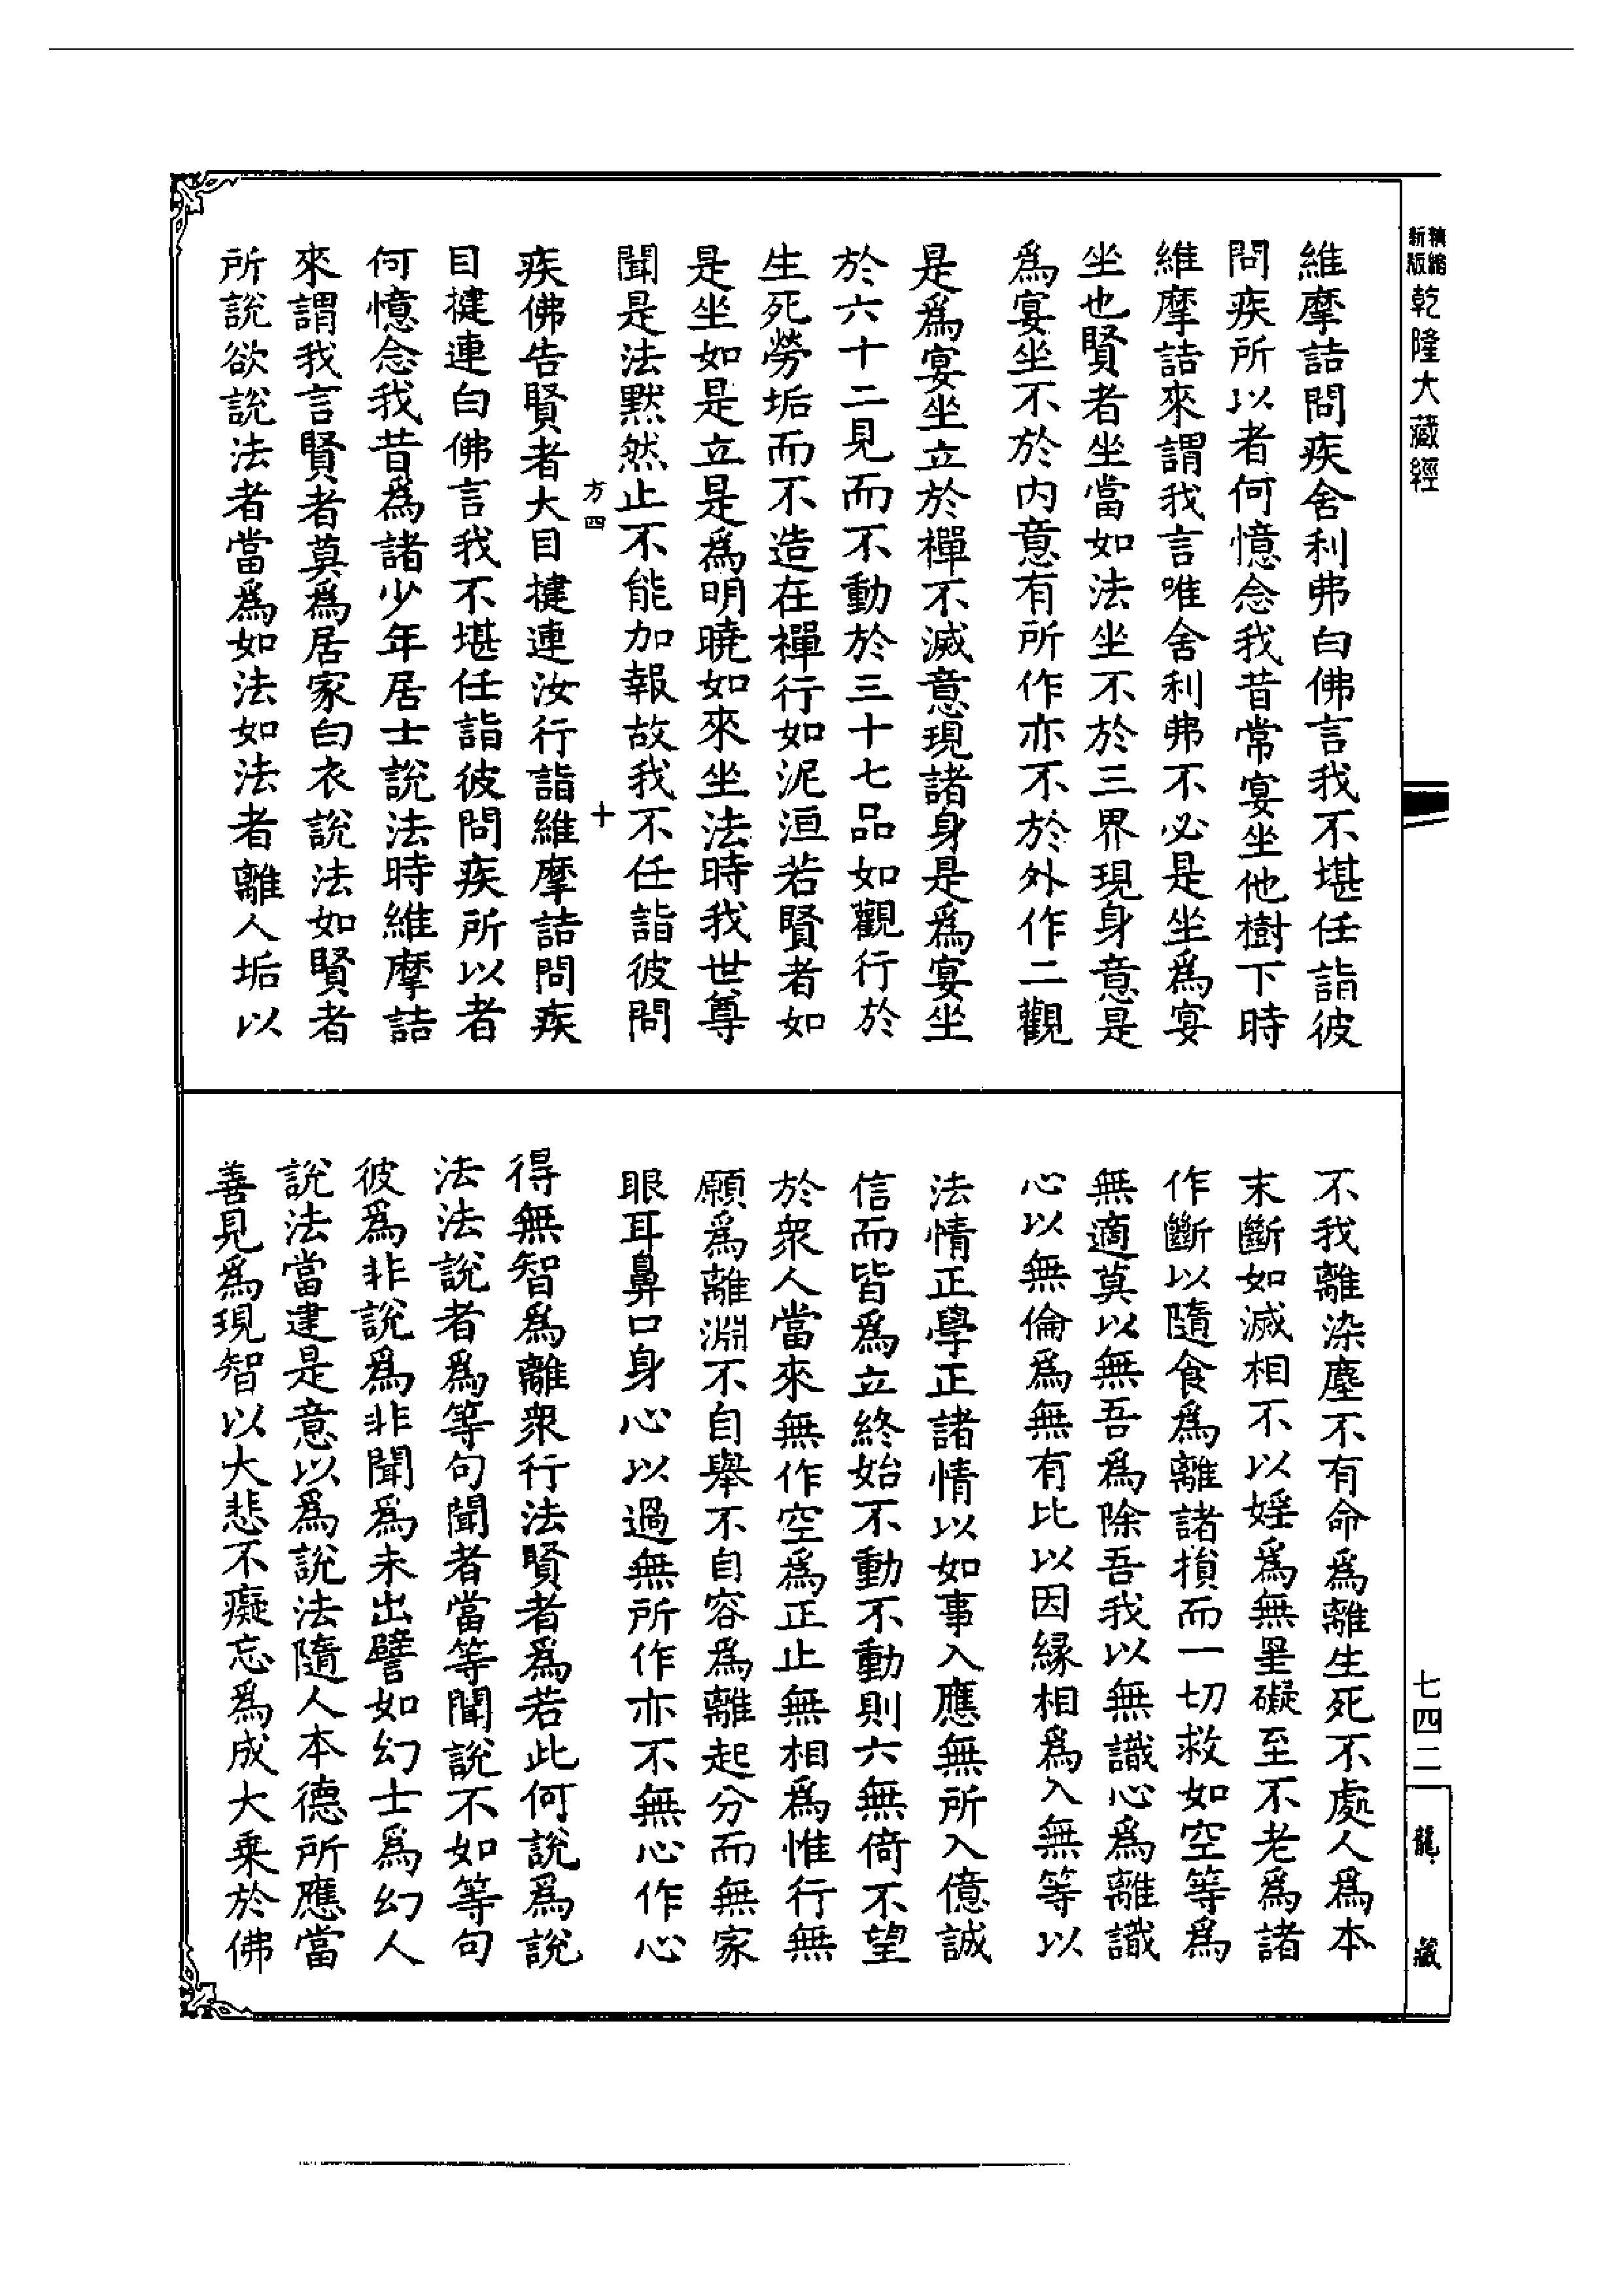 精縮
新版
乾隆大藏經
維摩詰問疾舍利弗白佛言我不堪任詣彼
問疾所以者何憶念我昔常宴坐他樹下時
維摩詰來謂我言唯舍利弗不必是坐為宴
坐也賢者坐當如法坐不於三界現身意是
為宴坐不於內意有所作亦不於外作二觀
是為宴坐立於禪不滅意現諸身是為宴坐
於六十二見而不動於三十七品如觀行於
生死勞垢而不造在禪行如泥洹若賢者如
是坐如是立是為明曉如來坐法時我世尊
聞是法默然止不能加報故我不任詣彼問
方四
十
疾佛告賢者大目揵連汝行詣維摩詰問疾
目揵連白佛言我不堪任詣彼問疾所以者
何憶念我昔為諸少年居士說法時維摩詰
來謂我言賢者莫為居家白衣說法如賢者
所說欲說法者當為如法如法者離人垢以
不我離染塵不有命為離生死不處人為本
末斷如滅相不以婬為無罣礙至不老為諸
作斷以隨食為離諸損而一切救如空等為
無適莫以無吾為除吾我以無識心為離識
心以無倫為無有比以因緣相為入無等以
法情正學正諸情以如事入應無所入億誠
信而皆為立終始不動不動則六無倚不望
於衆人當來無作空為正止無相為惟行無
願為離淵不自舉不自容為離起分而無家
眼耳鼻口身心以過無所作亦不無心作心
得無智為離衆行法賢者為若此何說為說
法法說者為等句聞者當等聞說不如等句
彼為非說為非聞為未出譬如幻士為幻人
說法當建是意以為說法隨人本德所應當
善見為現智以大悲不癡忘為成大乗於佛
七四二
龍藏